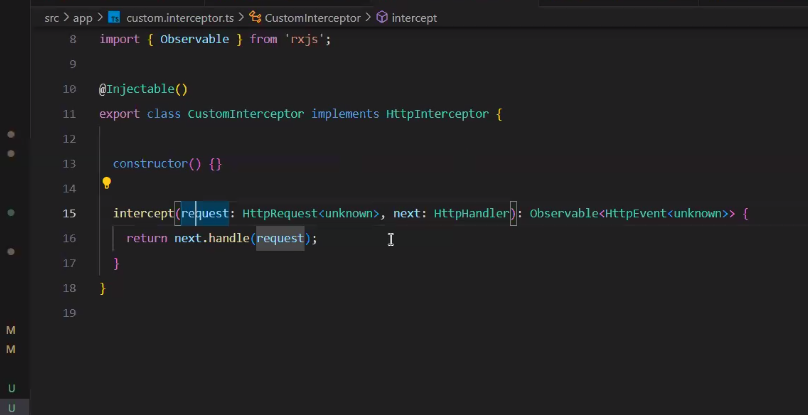 src > app > TS custom.interceptor.ts > CustomInterceptor > intercept
8 import { Observable } from 'rxjs';
9
10 @Injectable()
11 export class CustomInterceptor implements HttpInterceptor {
12
13 constructor() {}
14
15 intercept(request: HttpRequest<unknown>, next: HttpHandler): Observable<HttpEvent<unknown>> {
16 return next.handle(request);
17 }
18 }
19
M
M
U
U